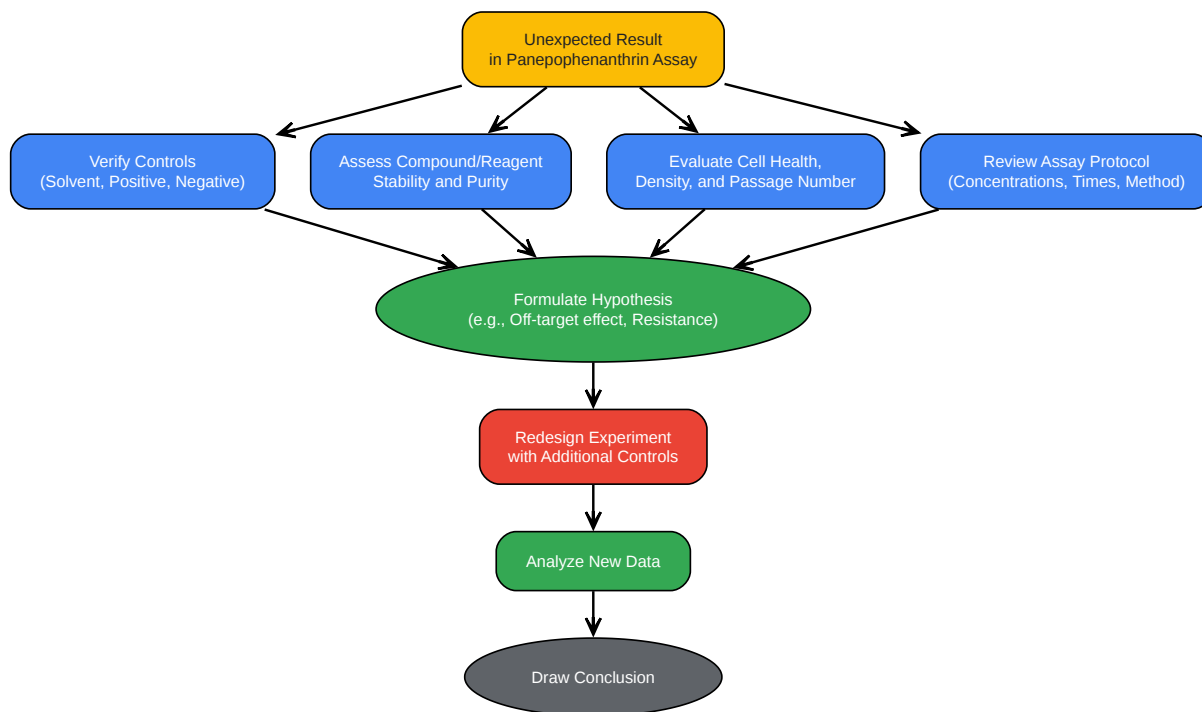 Unexpected Result
in Panepophenanthrin Assay
Verify Controls
(Solvent, Positive, Negative)
Assess Compound/Reagent
Stability and Purity
Evaluate Cell Health,
Density, and Passage Number
Review Assay Protocol
(Concentrations, Times, Method)
Formulate Hypothesis
(e.g., Off-target effect, Resistance)
Redesign Experiment
with Additional Controls
Analyze New Data
Draw Conclusion